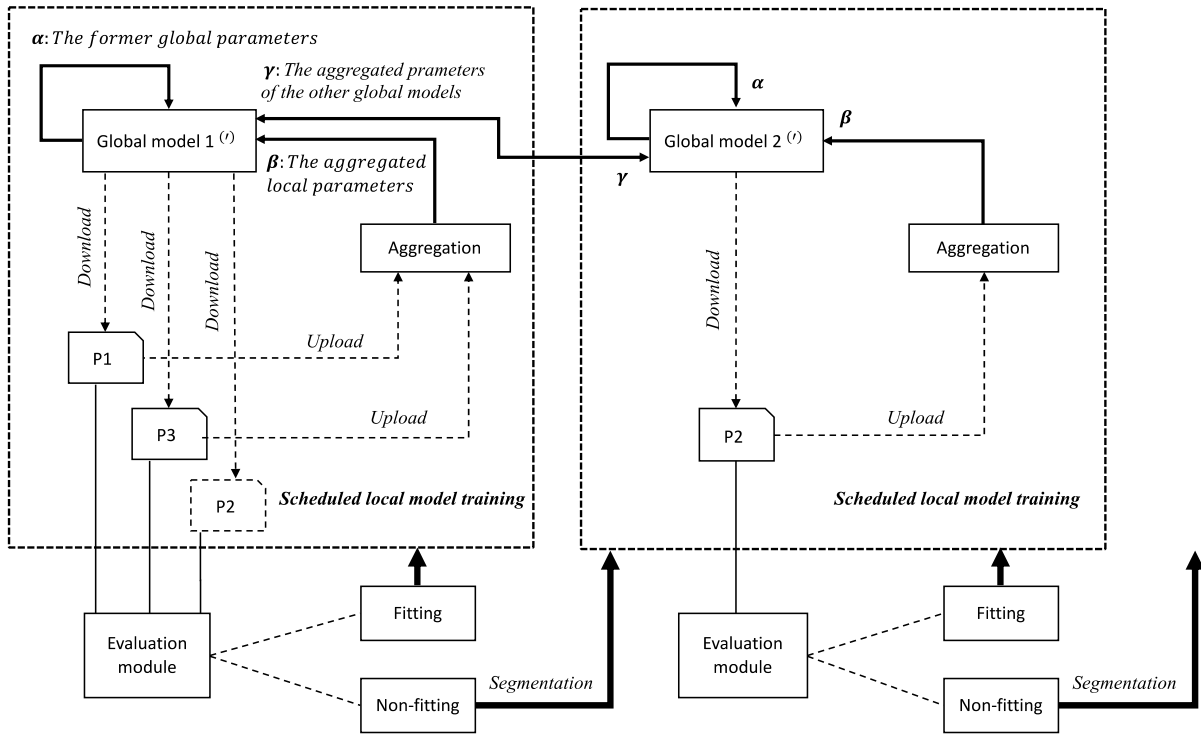 α: The former global parameters
γ: The aggregated prameters
of the other global models
Global model 1 (′)
β: The aggregated
local parameters
Download
Download
Download
Aggregation
P1
Upload
P3
Upload
P2
Scheduled local model training
Evaluation
module
Fitting
Non-fitting
Segmentation
α
Global model 2 (′)
β
γ
Download
Aggregation
P2
Upload
Scheduled local model training
Evaluation
module
Fitting
Non-fitting
Segmentation